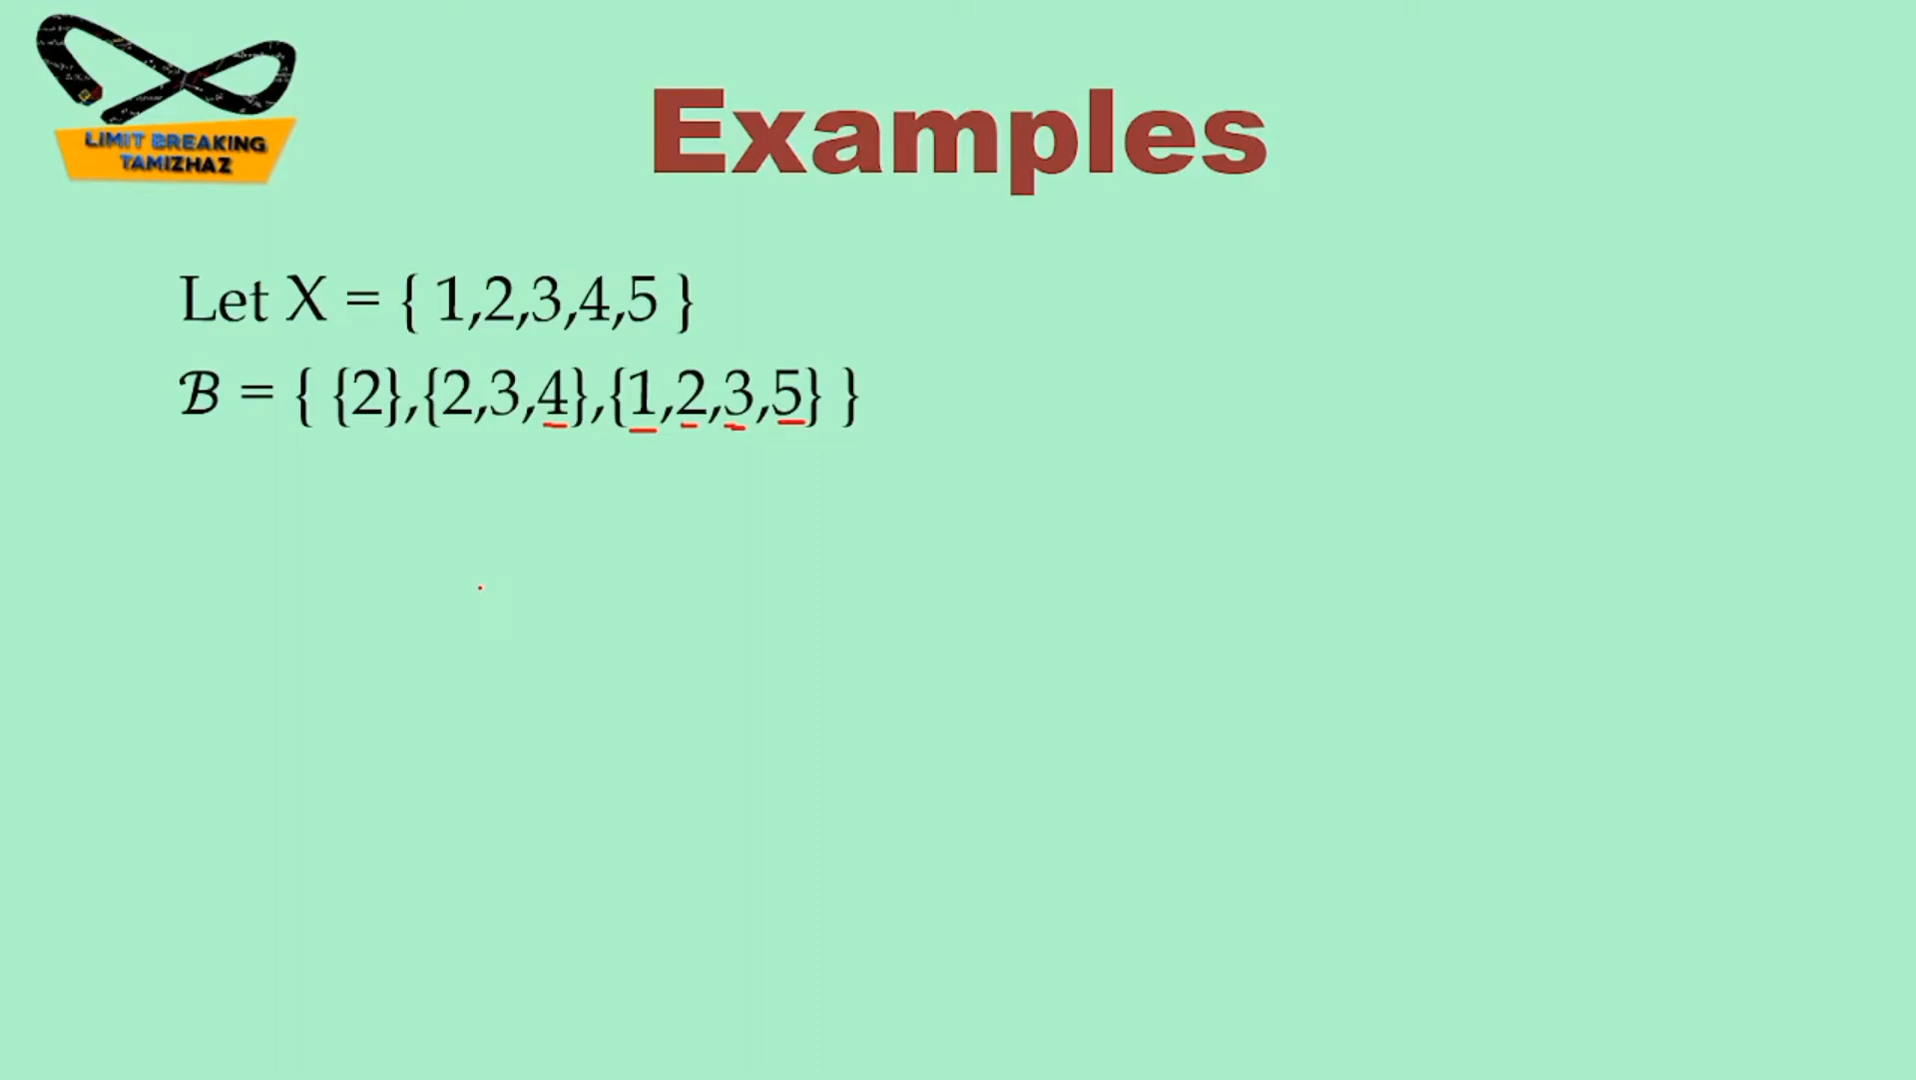 LIMIT BREAKING
TAMIZHAZ
Examples
Let X = { 1,2,3,4,5 }
ℬ = { {2},{2,3,4},{1,2,3,5} }